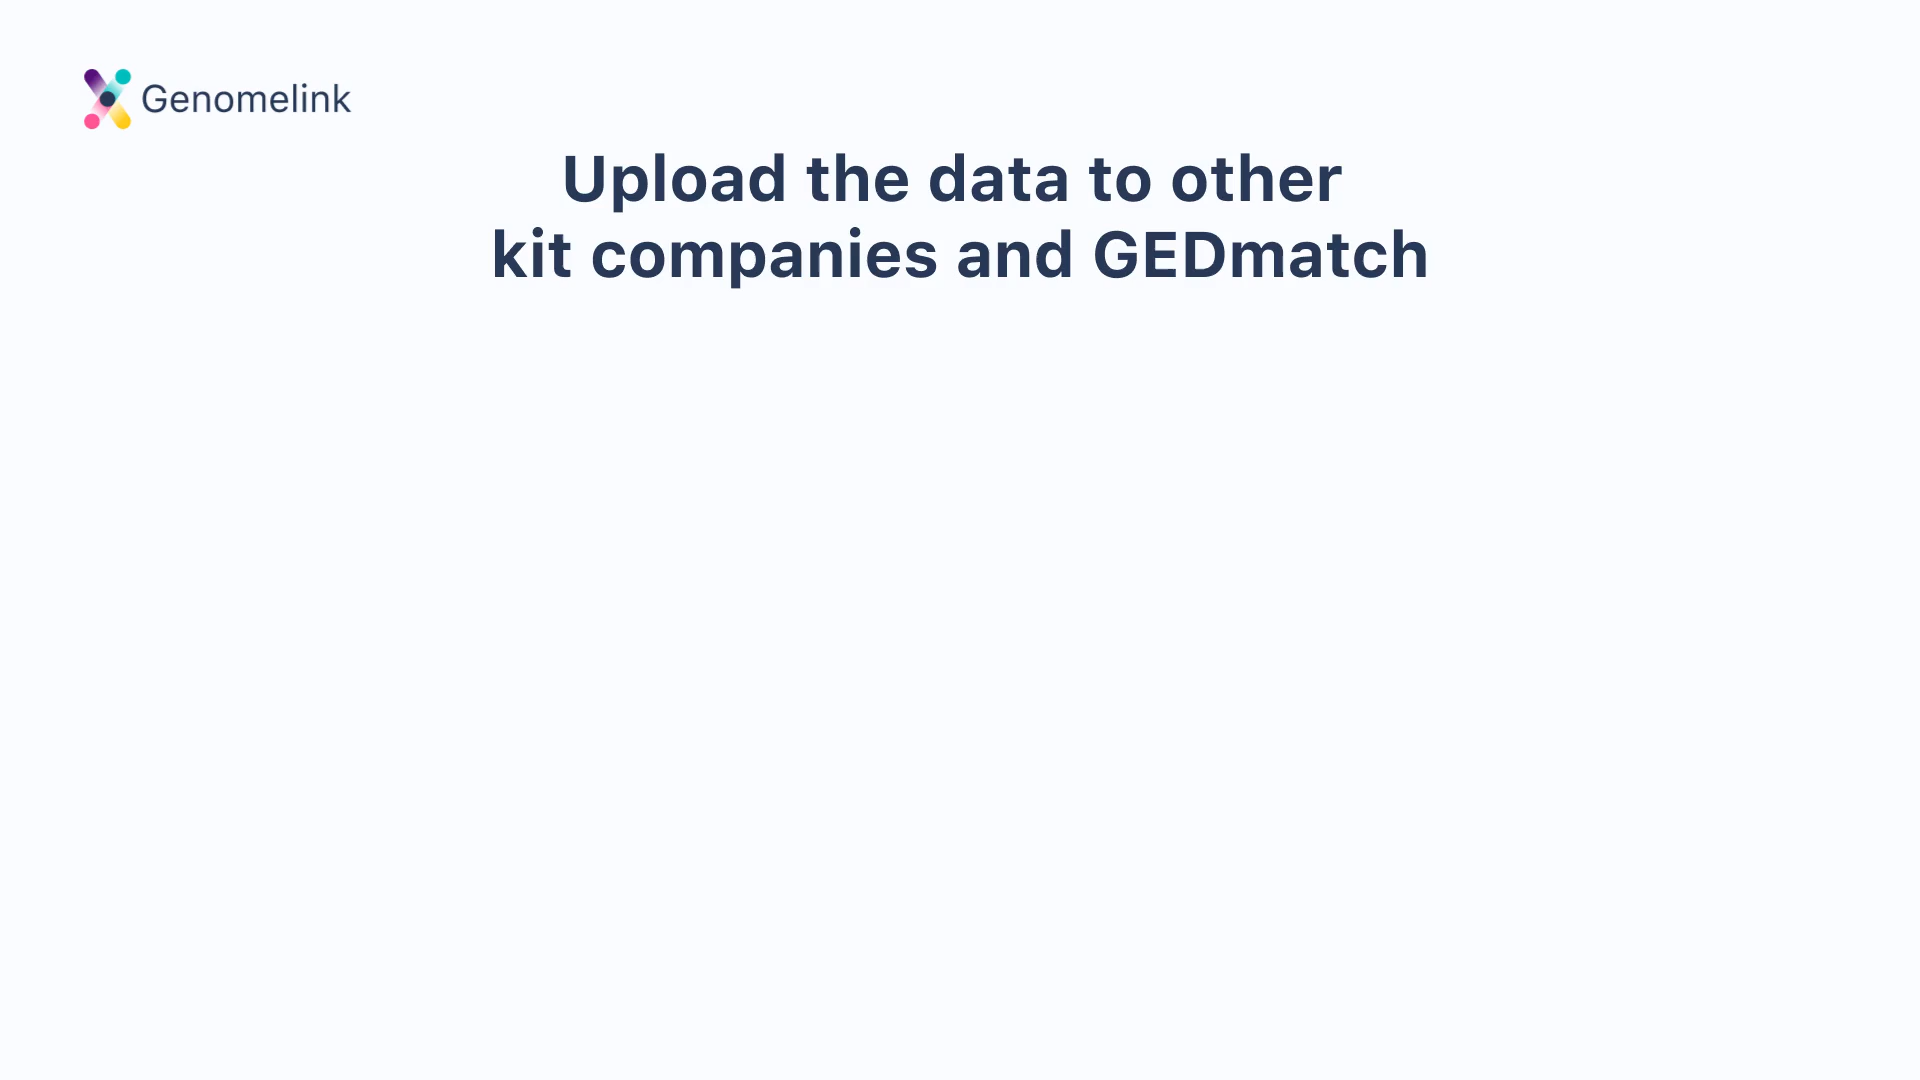 Genomelink
Upload the data to other
kit companies and GEDmatch